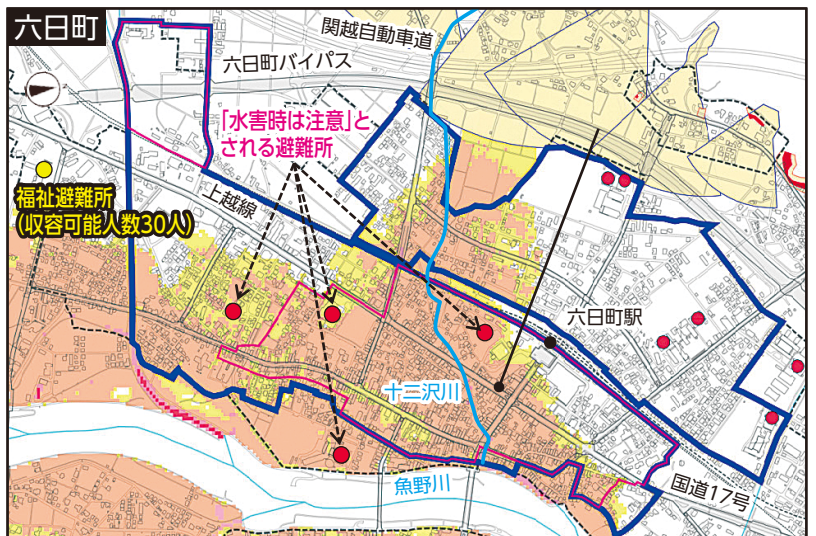 六日町
関越自動車道
六日町バイパス
「水害時は注意」と
される避難所
福祉避難所
(収容可能人数30人)
上越線
六日町駅
十二沢川
魚野川
国道17号